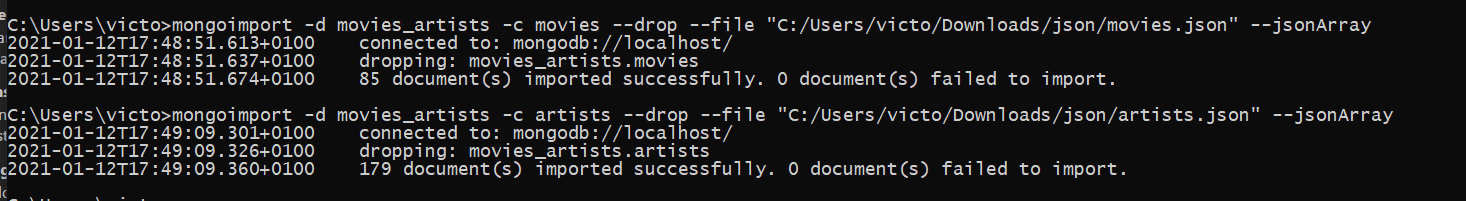 C:\Users\victo>mongoimport -d movies_artists -c movies --drop --file "C:/Users/victo/Downloads/json/movies.json" --jsonArray
2021-01-12T17:48:51.613+0100    connected to: mongodb://localhost/
2021-01-12T17:48:51.637+0100    dropping: movies_artists.movies
2021-01-12T17:48:51.674+0100    85 document(s) imported successfully. 0 document(s) failed to import.
C:\Users\victo>mongoimport -d movies_artists -c artists --drop --file "C:/Users/victo/Downloads/json/artists.json" --jsonArray
2021-01-12T17:49:09.301+0100    connected to: mongodb://localhost/
2021-01-12T17:49:09.326+0100    dropping: movies_artists.artists
2021-01-12T17:49:09.360+0100    179 document(s) imported successfully. 0 document(s) failed to import.